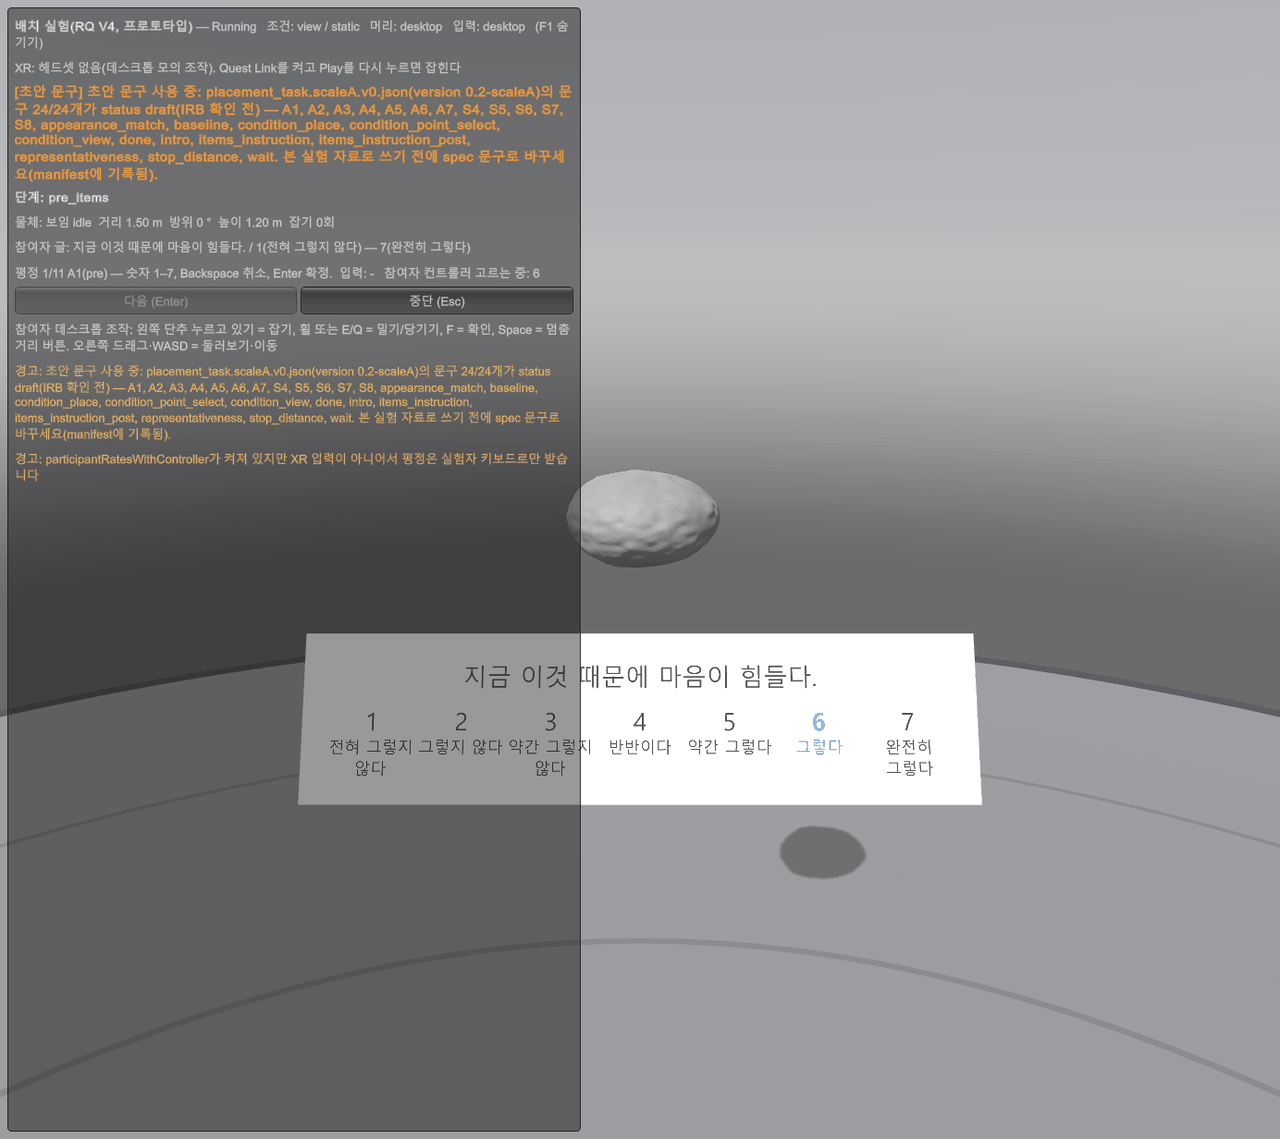 배치 실험(RQ V4, 프로토타입) — Running 조건: view / static 머리: desktop 입력: desktop (F1 숨
기기)
XR: 헤드셋 없음(데스크톱 모의 조작). Quest Link를 켜고 Play를 다시 누르면 잡힌다
[초안 문구] 초안 문구 사용 중: placement_task.scaleA.v0.json(version 0.2-scaleA)의 문
구 24/24개가 status draft(IRB 확인 전) — A1, A2, A3, A4, A5, A6, A7, S4, S5, S6, S7,
S8, appearance_match, baseline, condition_place, condition_point_select,
condition_view, done, intro, items_instruction, items_instruction_post,
representativeness, stop_distance, wait. 본 실험 자료로 쓰기 전에 spec 문구로 바꾸세
요(manifest에 기록됨).
단계: pre_items
물체: 보임 idle 거리 1.50 m 방위 0 ° 높이 1.20 m 잡기 0회
참여자 글: 지금 이것 때문에 마음이 힘들다. / 1(전혀 그렇지 않다) — 7(완전히 그렇다)
평정 1/11 A1(pre) — 숫자 1–7, Backspace 취소, Enter 확정. 입력: - 참여자 컨트롤러 고르는 중: 6
다음 (Enter) 중단 (Esc)
참여자 데스크톱 조작: 왼쪽 단추 누르고 있기 = 잡기, 휠 또는 E/Q = 밀기/당기기, F = 확인, Space = 멈춤
거리 버튼. 오른쪽 드래그·WASD = 둘러보기·이동
경고: 초안 문구 사용 중: placement_task.scaleA.v0.json(version 0.2-scaleA)의 문구 24/24개가 status
draft(IRB 확인 전) — A1, A2, A3, A4, A5, A6, A7, S4, S5, S6, S7, S8, appearance_match, baseline,
condition_place, condition_point_select, condition_view, done, intro, items_instruction,
items_instruction_post, representativeness, stop_distance, wait. 본 실험 자료로 쓰기 전에 spec 문구로
바꾸세요(manifest에 기록됨).
경고: participantRatesWithController가 켜져 있지만 XR 입력이 아니어서 평정은 실험자 키보드로만 받습
니다
지금 이것 때문에 마음이 힘들다.
1 2 3 4 5 6 7
전혀 그렇지 그렇지 않다 약간 그렇지 반반이다 약간 그렇다 그렇다 완전히
않다 않다 그렇다